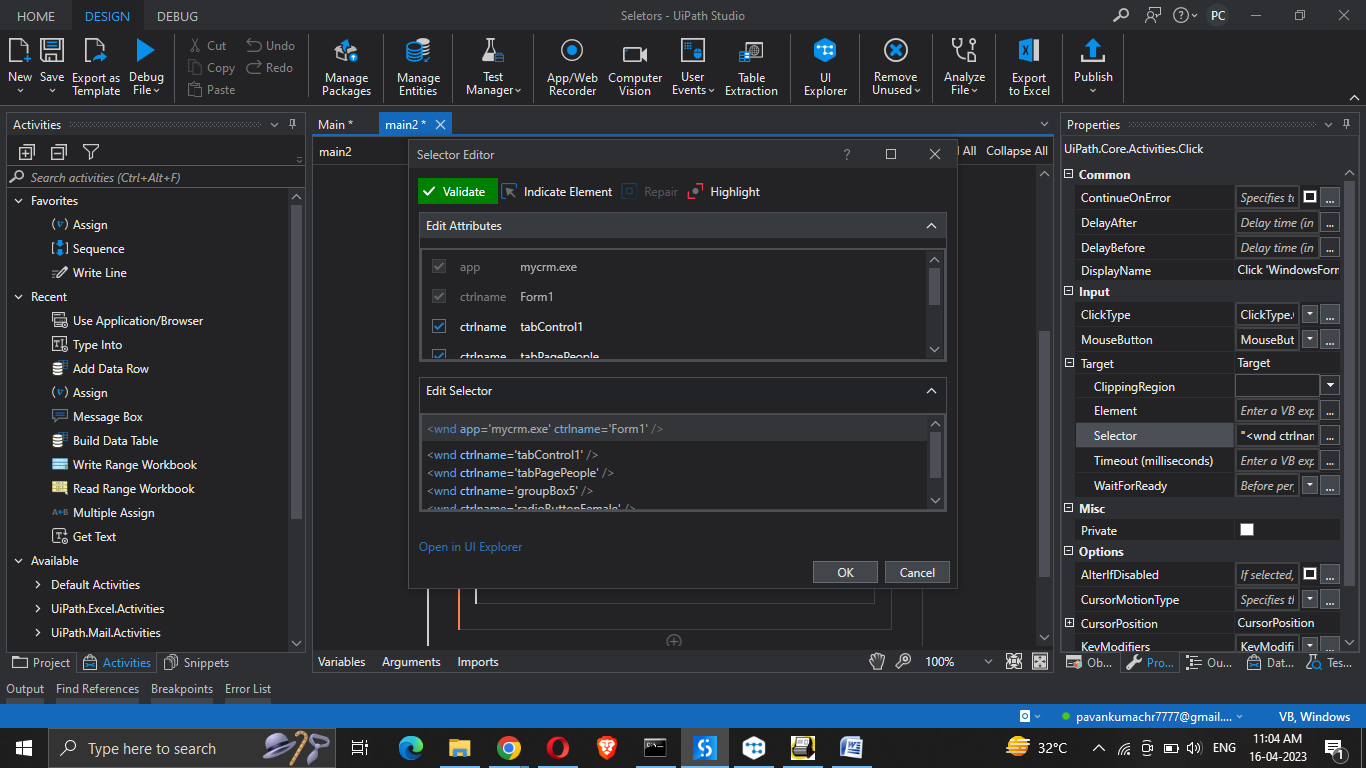 HOME DESIGN DEBUG Seletors - UiPath Studio PC
New Save Export as Template Debug File Cut Copy Paste Undo Redo Manage Packages Manage Entities Test Manager App/Web Recorder Computer Vision User Events Table Extraction UI Explorer Remove Unused Analyze File Export to Excel Publish
Activities
Search activities (Ctrl+Alt+F)
Favorites
Assign
Sequence
Write Line
Recent
Use Application/Browser
Type Into
Add Data Row
Assign
Message Box
Build Data Table
Write Range Workbook
Read Range Workbook
Multiple Assign
Get Text
Available
Default Activities
UiPath.Excel.Activities
UiPath.Mail.Activities
Project Activities Snippets
Main * main2 *
main2 All Collapse All
Selector Editor ?
Validate Indicate Element Repair Highlight
Edit Attributes
app mycrm.exe
ctrlname Form1
ctrlname tabControl1
ctrlname tabPagePeople
Edit Selector
<wnd app='mycrm.exe' ctrlname='Form1' />
<wnd ctrlname='tabControl1' />
<wnd ctrlname='tabPagePeople' />
<wnd ctrlname='groupBox5' />
<wnd ctrlname='radioButtonFemale' />
Open in UI Explorer
OK Cancel
Variables Arguments Imports 100%
Properties
UiPath.Core.Activities.Click
Common
ContinueOnError Specifies to ...
DelayAfter Delay time (in ...
DelayBefore Delay time (in ...
DisplayName Click 'WindowsForm
Input
ClickType ClickType. ...
MouseButton MouseBut ...
Target Target
ClippingRegion
Element Enter a VB exp ...
Selector "<wnd ctrlnan ...
Timeout (milliseconds) Enter a VB exp ...
WaitForReady Before per ...
Misc
Private
Options
AlterIfDisabled If selected, ...
CursorMotionType Specifies th ...
CursorPosition CursorPosition
KeyModifiers KeyModifi ...
Ob... Pro... Ou... Dat... Tes...
Output Find References Breakpoints Error List
pavankumachr7777@gmail.... VB, Windows
Type here to search 32°C ENG 11:04 AM
16-04-2023 1